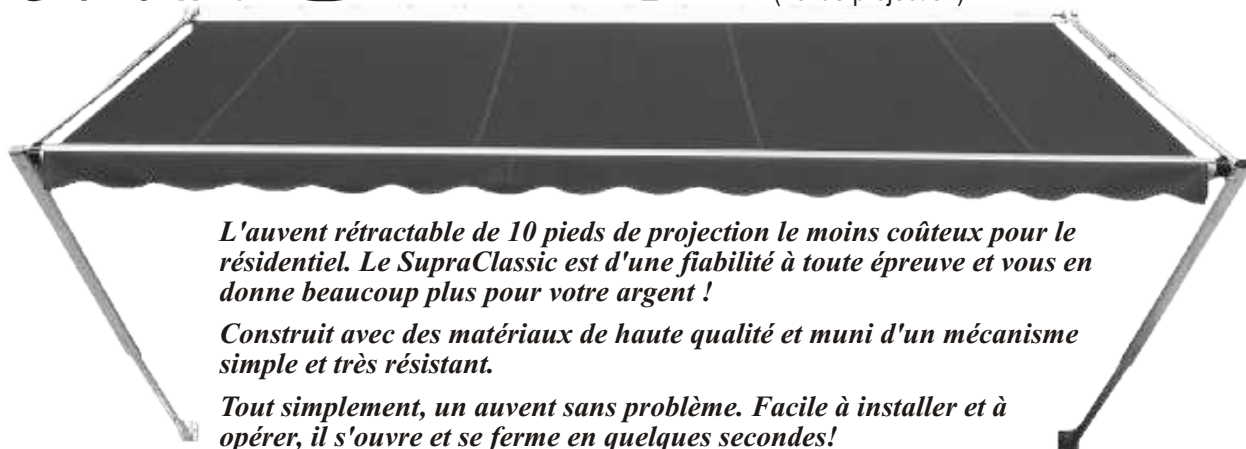 projection)
L'auvent rétractable de 10 pieds de projection le moins coûteux pour le
résidentiel. Le SupraClassic est d'une fiabilité à toute épreuve et vous en
donne beaucoup plus pour votre argent !
Construit avec des matériaux de haute qualité et muni d'un mécanisme
simple et très résistant.
Tout simplement, un auvent sans problème. Facile à installer et à
opérer, il s'ouvre et se ferme en quelques secondes!